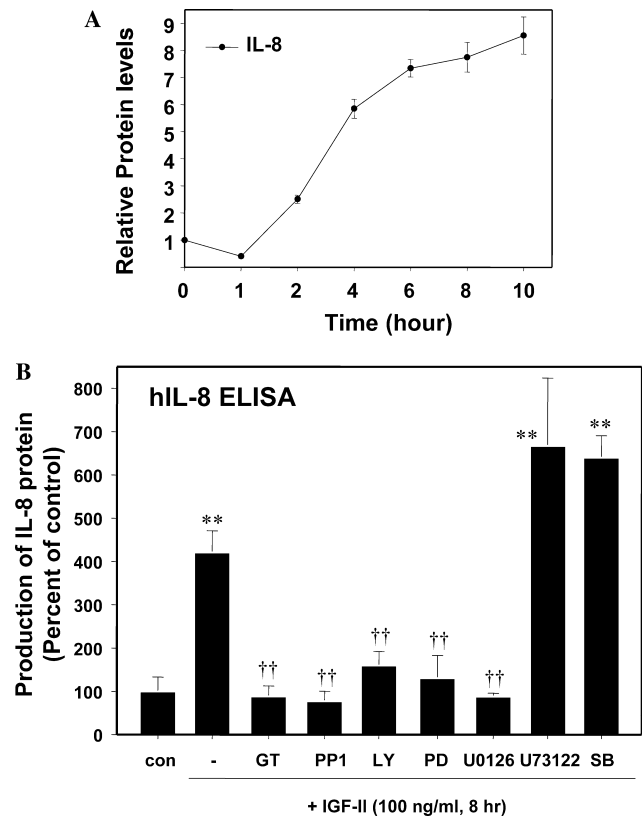 A
9
8
7
6
5
4
3
2
1
Relative Protein levels
IL-8
0 1 2 4 6 8 10
Time (hour)
B
800
700
600
500
400
300
200
100
0
Production of IL-8 protein
(Percent of control)
hIL-8 ELISA
** **
**
†† †† †† †† ††
con - GT PP1 LY PD U0126 U73122 SB
+ IGF-II (100 ng/ml, 8 hr)